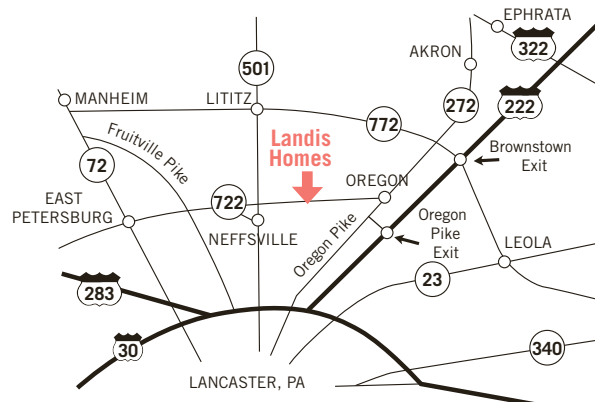 EPHRATA
322
AKRON
501
MANHEIM
LITITZ
272
222
772
Fruitville Pike
Landis
Homes
Brownstown
Exit
72
OREGON
EAST
PETERSBURG
722
NEFFSVILLE
Oregon Pike
Oregon
Pike
Exit
LEOLA
283
23
30
340
LANCASTER, PA